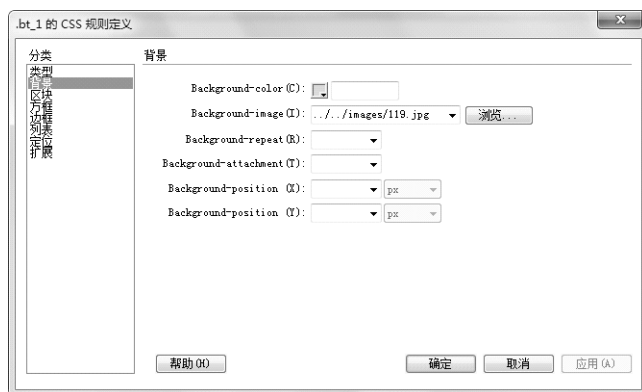 .bt_1 的 CSS 规则定义
分类
类型
背景
区块
方框
边框
列表
定位
扩展
背景
Background-color(C):
Background-image(I): ../../images/119.jpg 浏览...
Background-repeat(R):
Background-attachment(T):
Background-position (X): px
Background-position (Y): px
帮助(H) 确定 取消 应用(A)